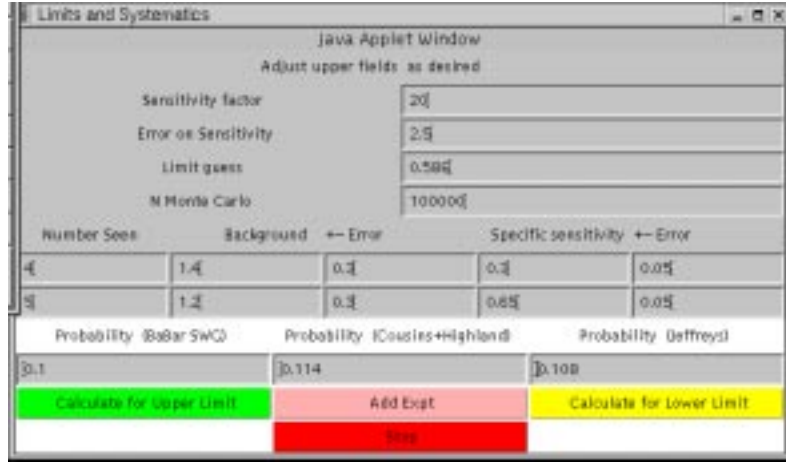 Limits and Systematics
Java Applet Window
Adjust upper fields as desired
Sensitivity factor 20
Error on Sensitivity 2.5
Limit guess 0.586
N Monte Carlo 100000
Number Seen Background +- Error Specific sensitivity +- Error
4 1.4 0.3 0.05
5 1.2 0.3 0.65 0.05
Probability (BaBar SWG) Probability (Cousins+Highland) Probability (Jeffreys)
0.1 0.114 0.108
Calculate for Upper Limit Add Expt Calculate for Lower Limit
Stop